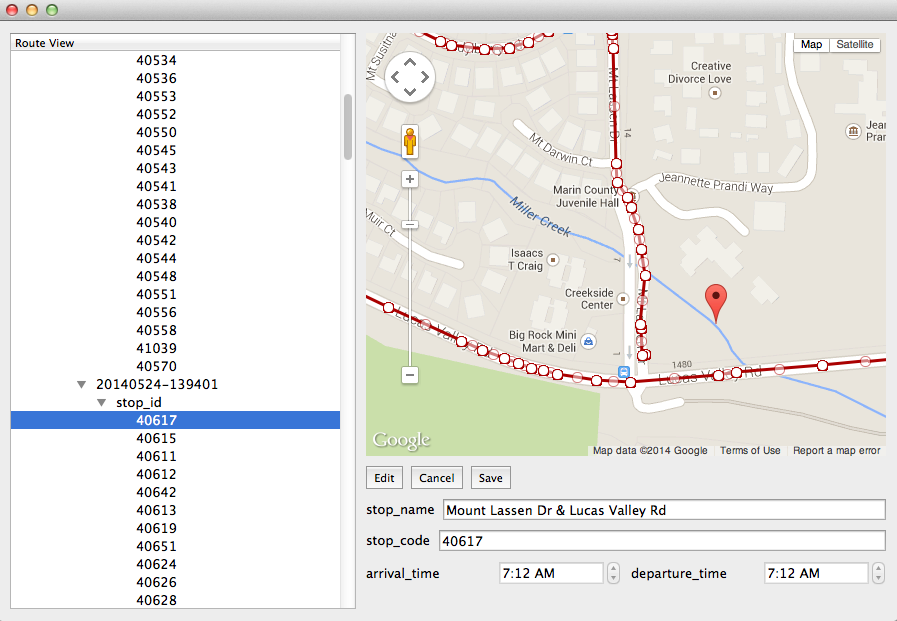 Route View
40534
40536
40553
40552
40550
40545
40543
40541
40538
40540
40542
40544
40548
40551
40556
40558
41039
40570
20140524-139401
stop_id
40617
40615
40611
40612
40642
40613
40619
40651
40624
40626
40628
Map Satellite
Mt Susitna
Creative
Divorce Love
Mt Lassen Dr
14
Mt Darwin Ct
Jeannette Prandi Way
Marin County
Juvenile Hall
Miller Creek
Muir Ct
Isaacs
T Craig
Creekside
Center
Big Rock Mini
Mart & Deli
Lucas Valley Rd
1480
Lucas Valley Rd
Google
Map data ©2014 Google
Terms of Use
Report a map error
Edit Cancel Save
stop_name Mount Lassen Dr & Lucas Valley Rd
stop_code 40617
arrival_time 7:12 AM departure_time 7:12 AM